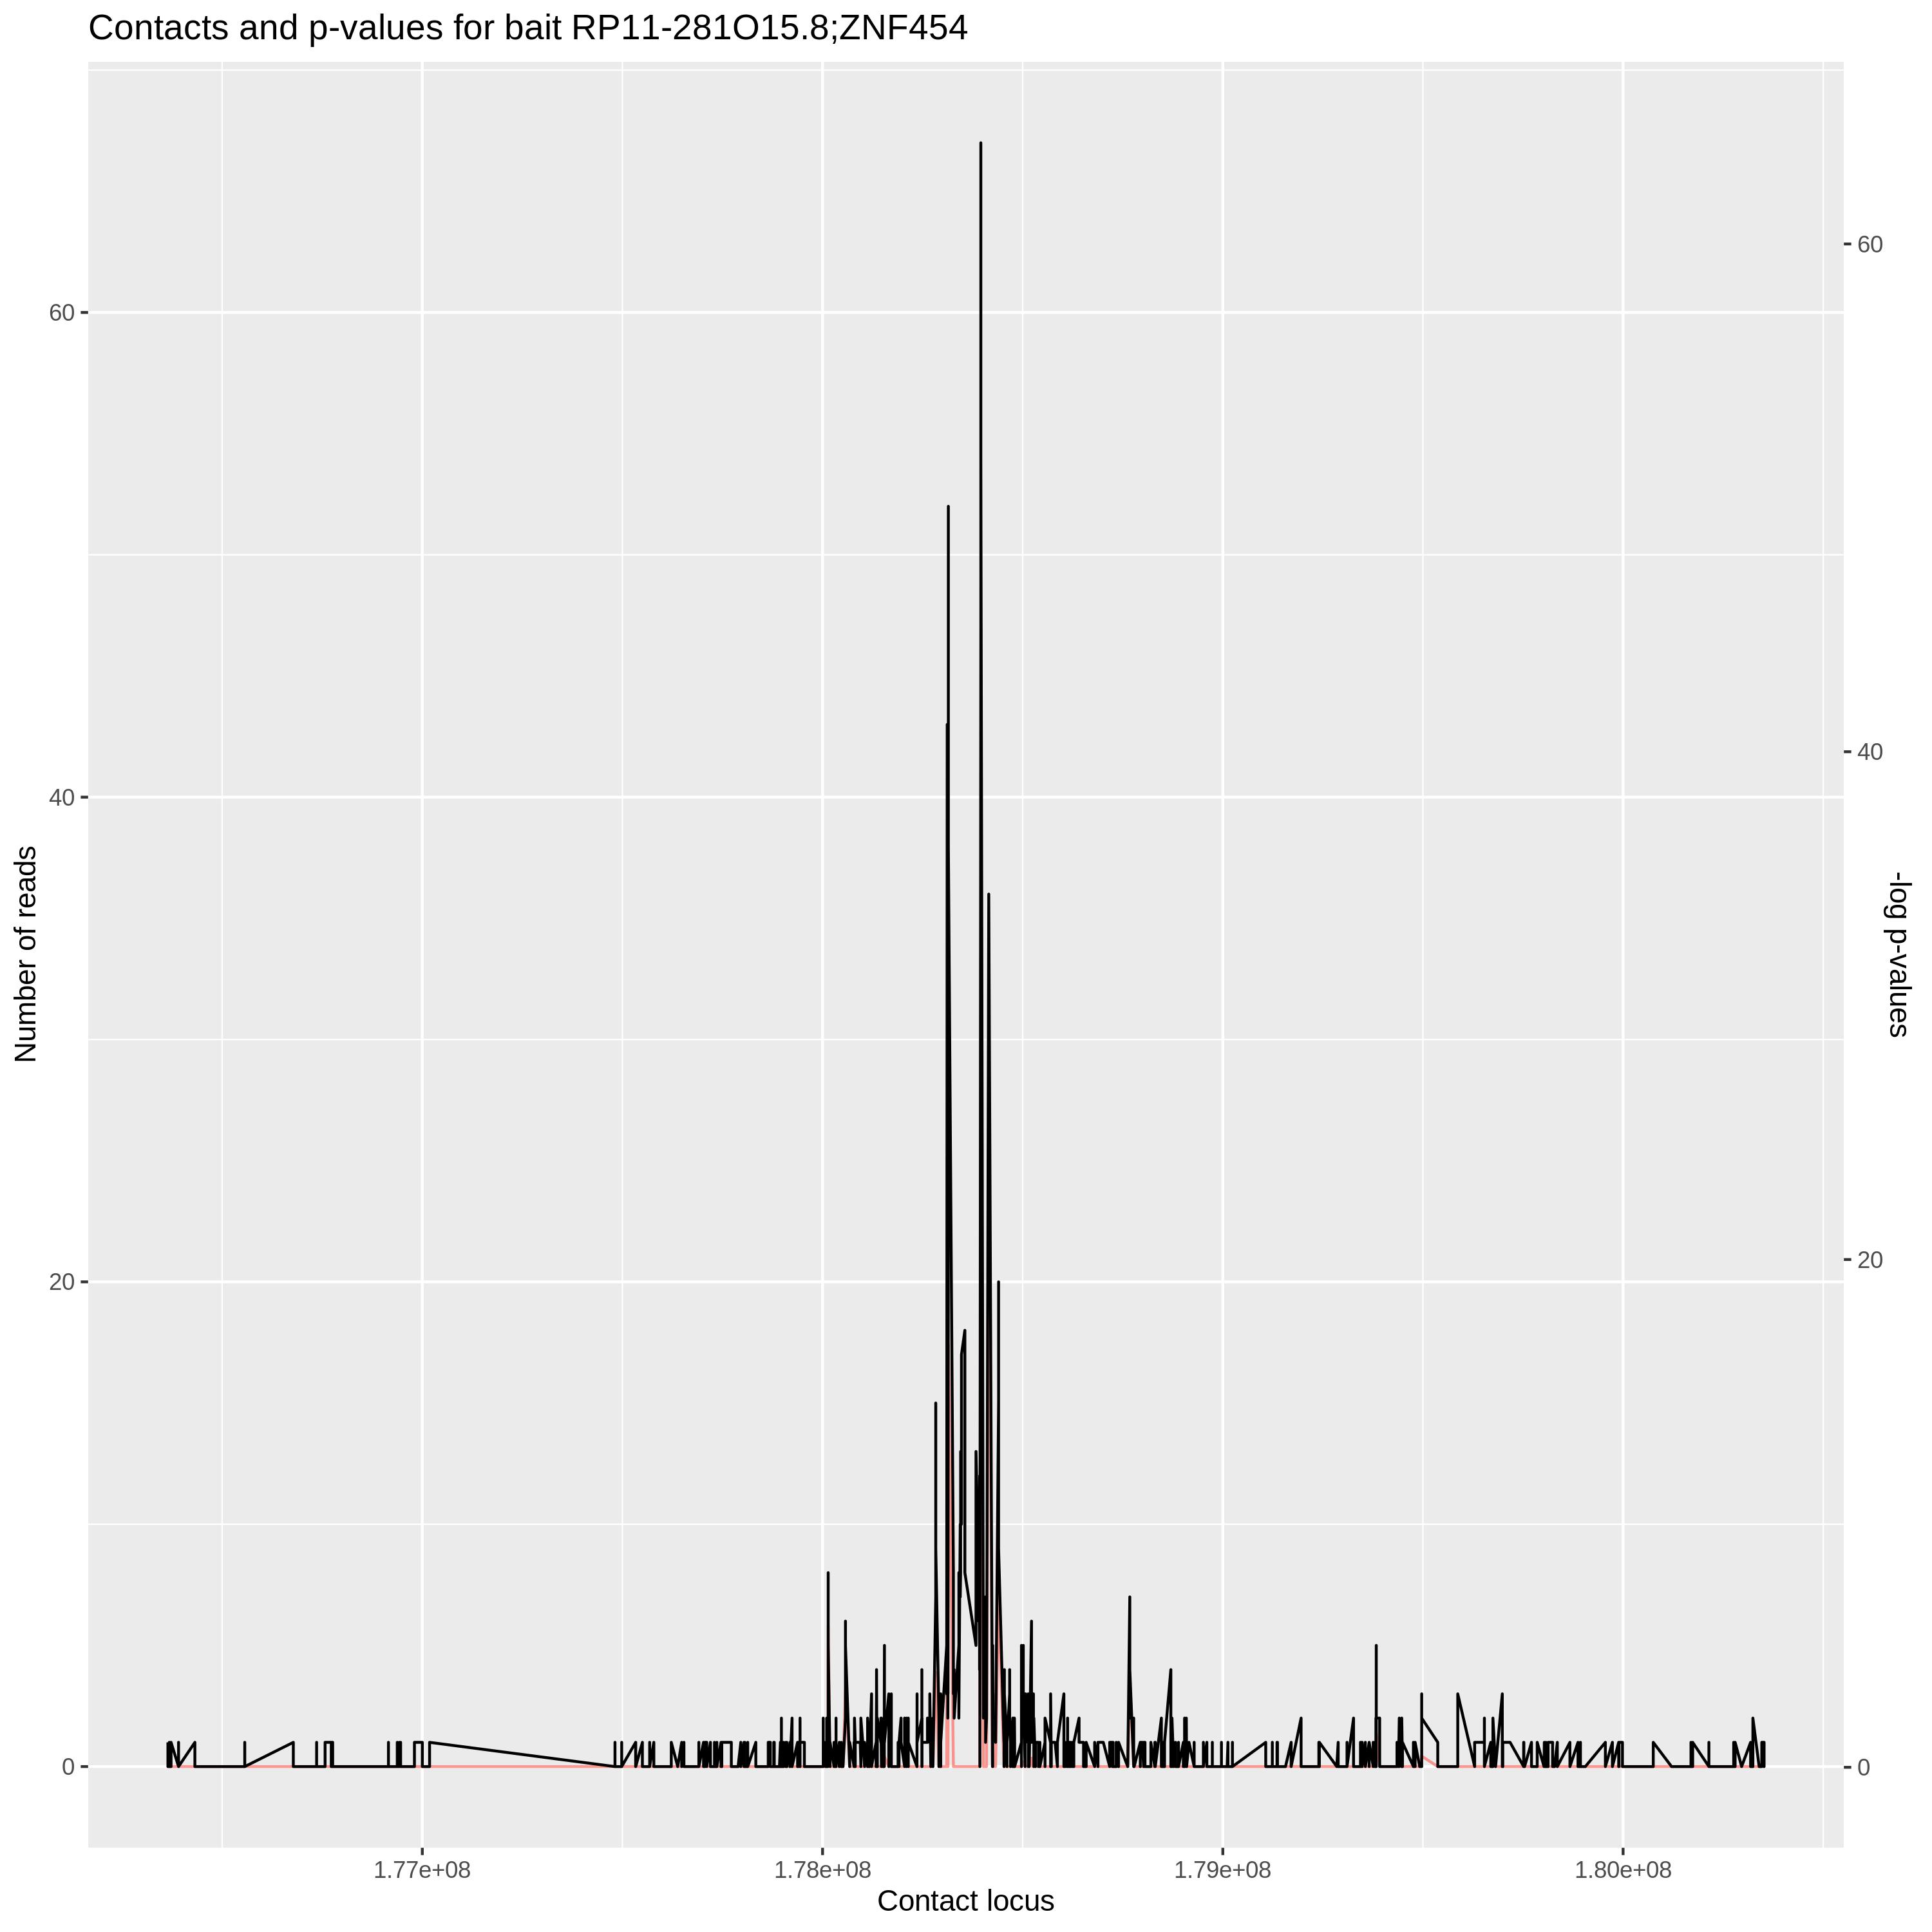 Contacts and p-values for bait RP11-281O15.8;ZNF454
60
40
20
0
Number of reads
60
40
20
0
-log p-values
1.77e+08
1.78e+08
1.79e+08
1.80e+08
Contact locus